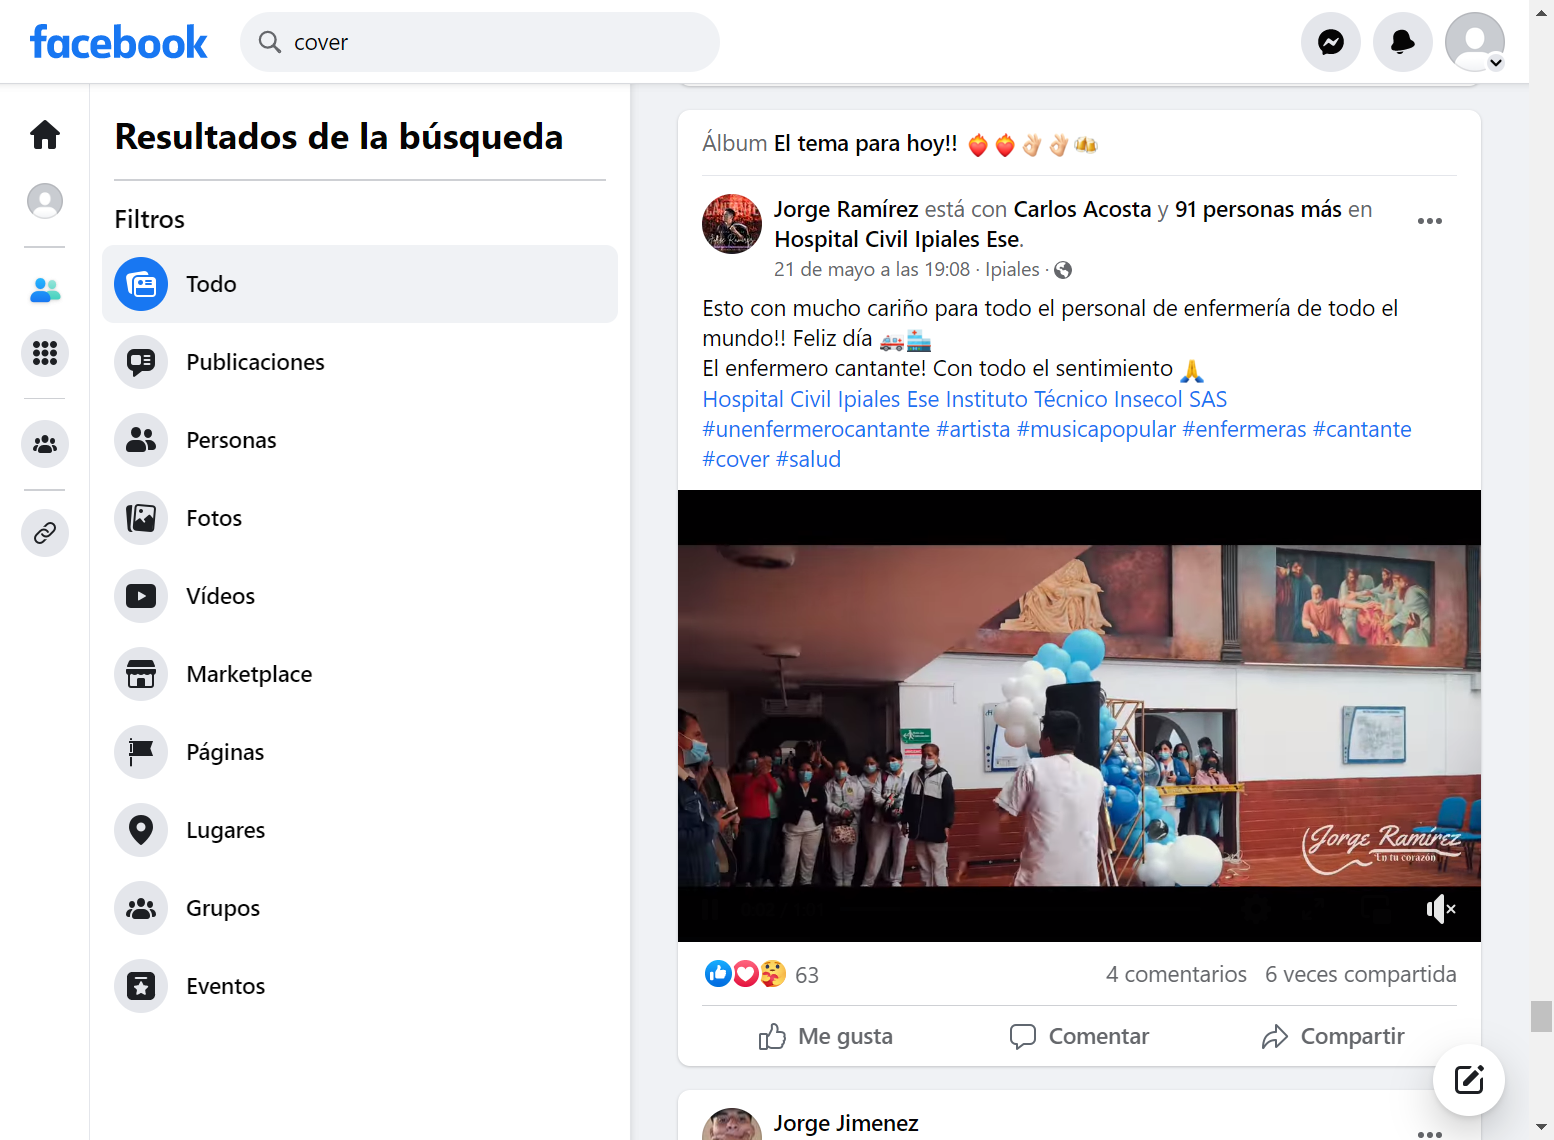 facebook
cover
Resultados de la búsqueda
Filtros
Todo
Publicaciones
Personas
Fotos
Vídeos
Marketplace
Páginas
Lugares
Grupos
Eventos
Álbum El tema para hoy!! ❤️‍🔥❤️‍🔥👌🏻👌🏻🍻
Jorge Ramírez está con Carlos Acosta y 91 personas más en
Hospital Civil Ipiales Ese.
21 de mayo a las 19:08 · Ipiales ·
Esto con mucho cariño para todo el personal de enfermería de todo el
mundo!! Feliz día 🚑🏥
El enfermero cantante! Con todo el sentimiento 🙏
Hospital Civil Ipiales Ese Instituto Técnico Insecol SAS
#unenfermerocantante #artista #musicapopular #enfermeras #cantante
#cover #salud
Jorge Ramírez
En tu corazón
63
4 comentarios 6 veces compartida
Me gusta
Comentar
Compartir
Jorge Jimenez